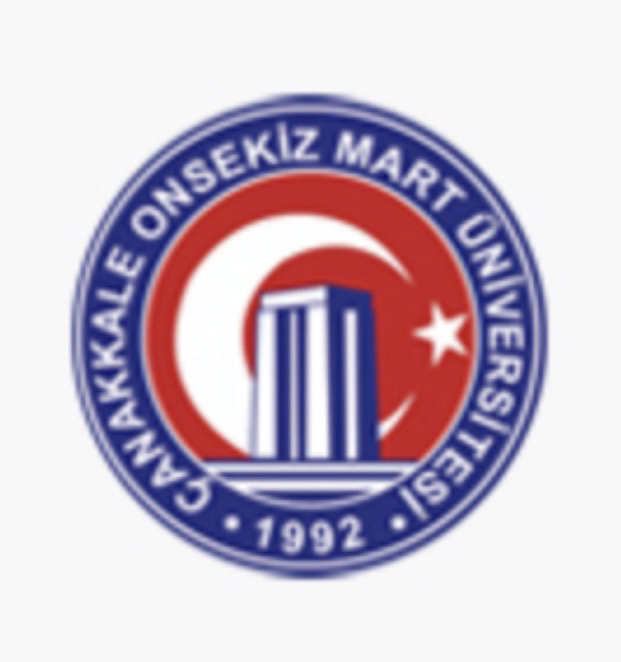 ÇANAKKALE ONSEKİZ MART ÜNİVERSİTESİ
• 1992 •